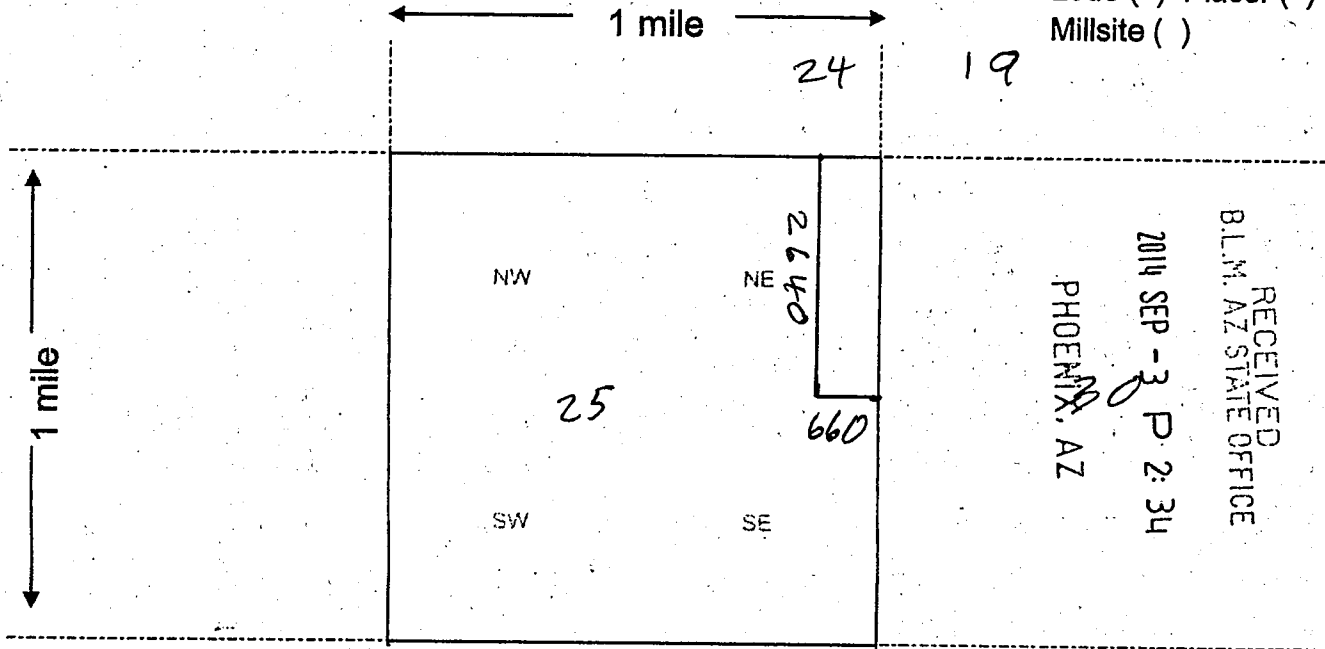 1 mile
Millsite ( )
24
19
1 mile
NW
NE
2640
25
660
SW
SE
RECEIVED
B.L.M. AZ STATE OFFICE
2014 SEP -3 P 2:34
PHOENIX, AZ
30